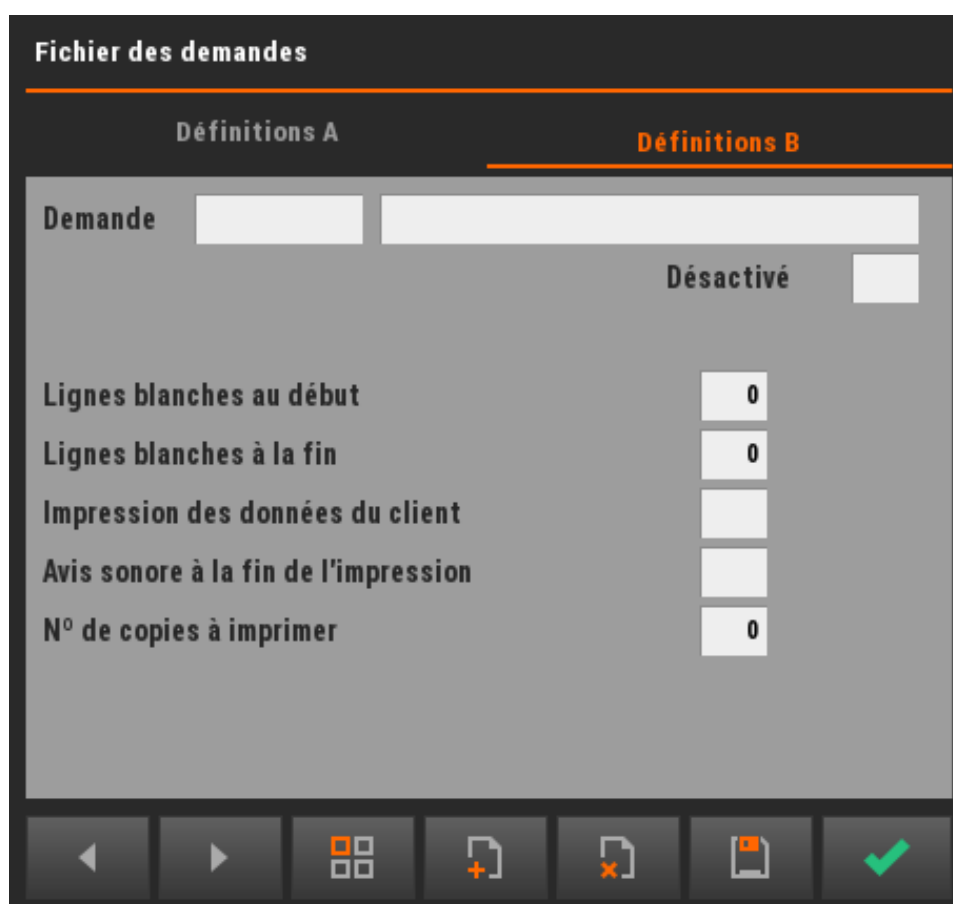 Fichier des demandes
Définitions A
Définitions B
Demande
Désactivé
Lignes blanches au début 0
Lignes blanches à la fin 0
Impression des données du client
Avis sonore à la fin de l'impression
Nº de copies à imprimer 0